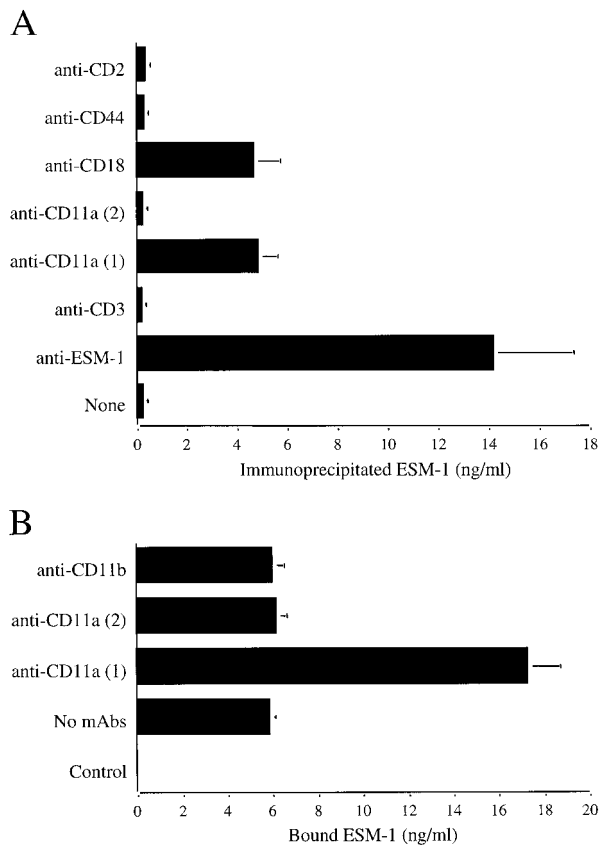 A
anti-CD2
anti-CD44
anti-CD18
anti-CD11a (2)
anti-CD11a (1)
anti-CD3
anti-ESM-1
None
0 2 4 6 8 10 12 14 16 18
Immunoprecipitated ESM-1 (ng/ml)
B
anti-CD11b
anti-CD11a (2)
anti-CD11a (1)
No mAbs
Control
0 2 4 6 8 10 12 14 16 17 20
Bound ESM-1 (ng/ml)